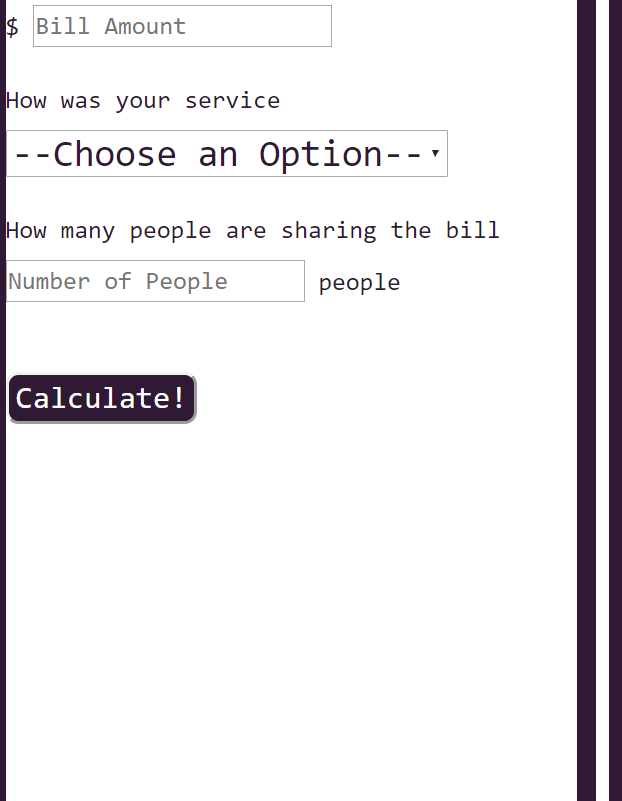 $ Bill Amount
How was your service
--Choose an Option--
How many people are sharing the bill
Number of People people
Calculate!